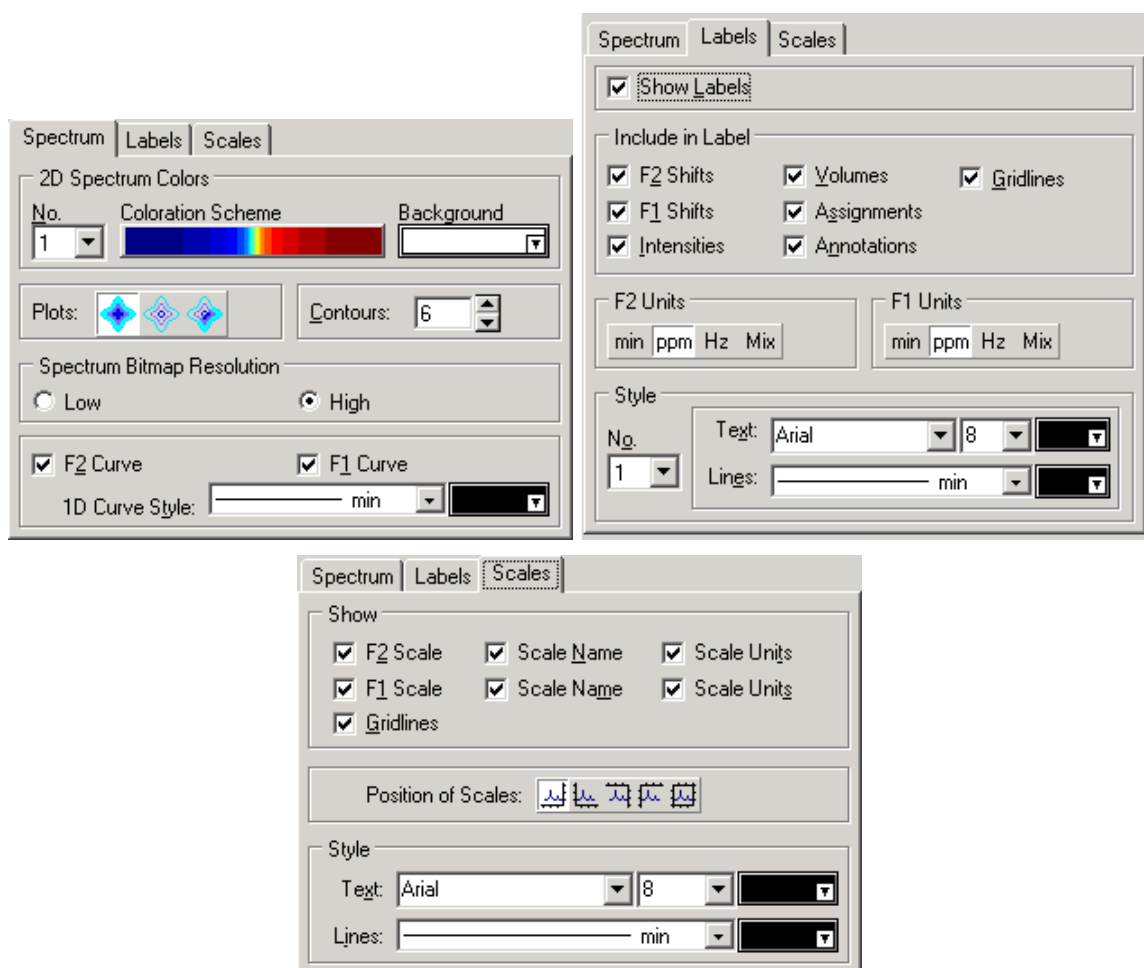 Spectrum Labels Scales
2D Spectrum Colors
No. Coloration Scheme Background
1
Plots: Contours: 6
Spectrum Bitmap Resolution
Low High
F2 Curve F1 Curve
1D Curve Style: min
Spectrum Labels Scales
Show Labels
Include in Label
F2 Shifts Volumes Gridlines
F1 Shifts Assignments
Intensities Annotations
F2 Units F1 Units
min ppm Hz Mix min ppm Hz Mix
Style
No. Text: Arial 8
1 Lines: min
Spectrum Labels Scales
Show
F2 Scale Scale Name Scale Units
F1 Scale Scale Name Scale Units
Gridlines
Position of Scales:
Style
Text: Arial 8
Lines: min